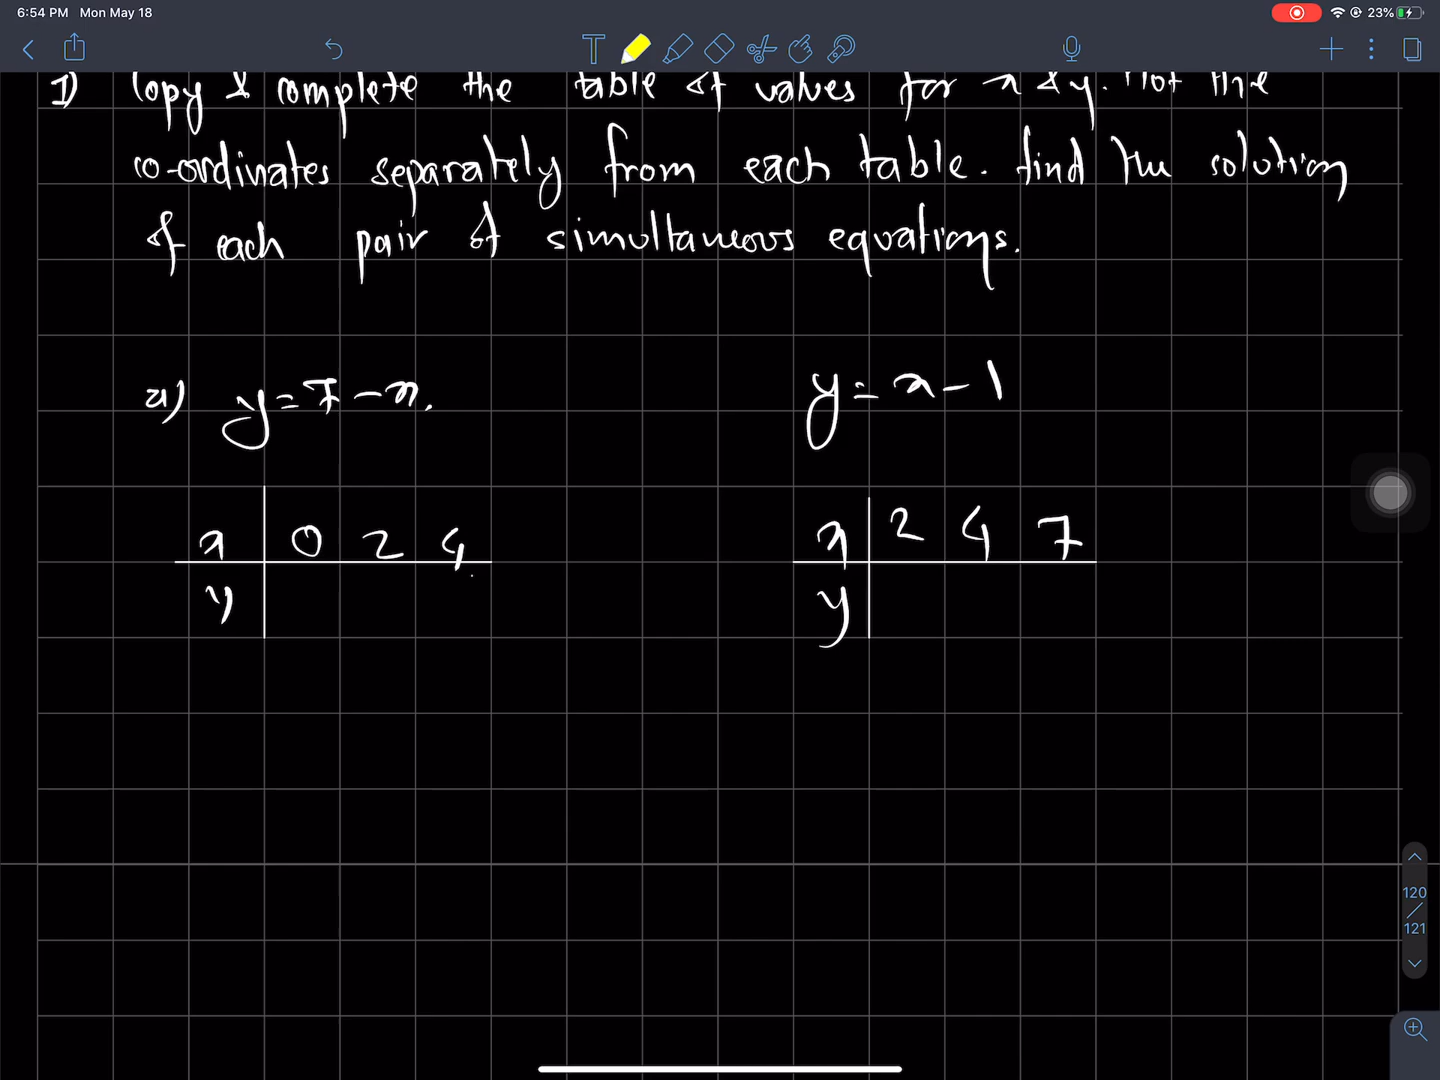 6:54 PM Mon May 18
23%
1) Copy & complete the table of values for x & y. Plot the
co-ordinates separately from each table. find the solution
of each pair of simultaneous equations.
a) y = 7 - x. y = x - 1
x 0 2 4 x 2 4 7
y y
120
121